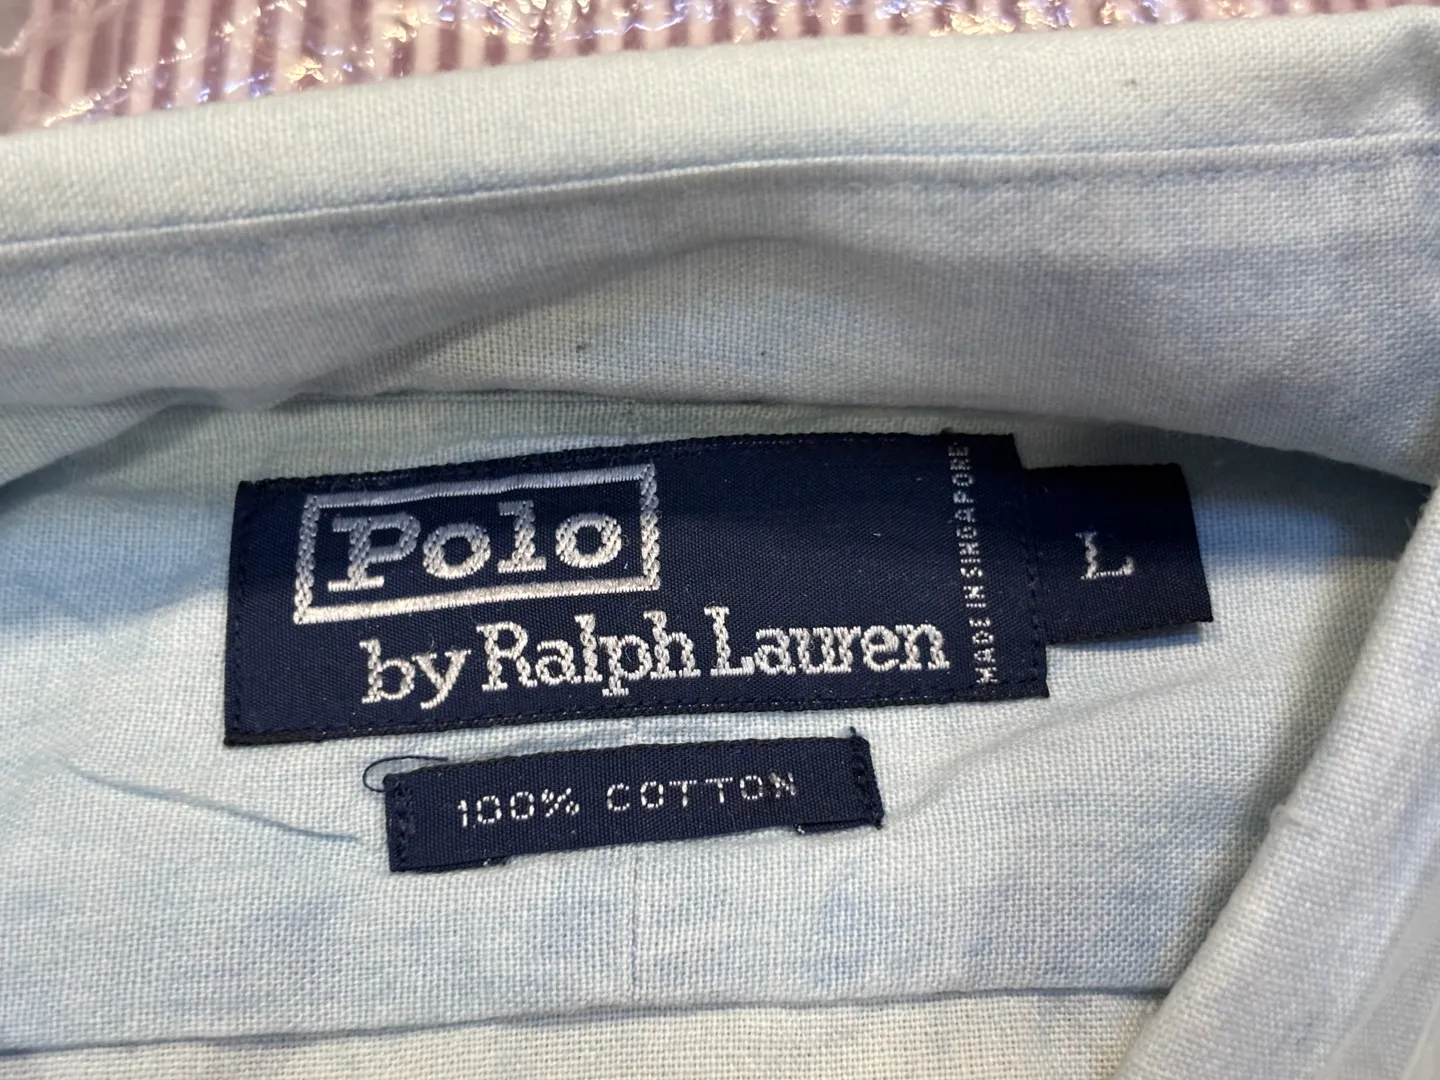 Polo
by Ralph Lauren
MADE IN SINGAPORE
L
100% COTTON